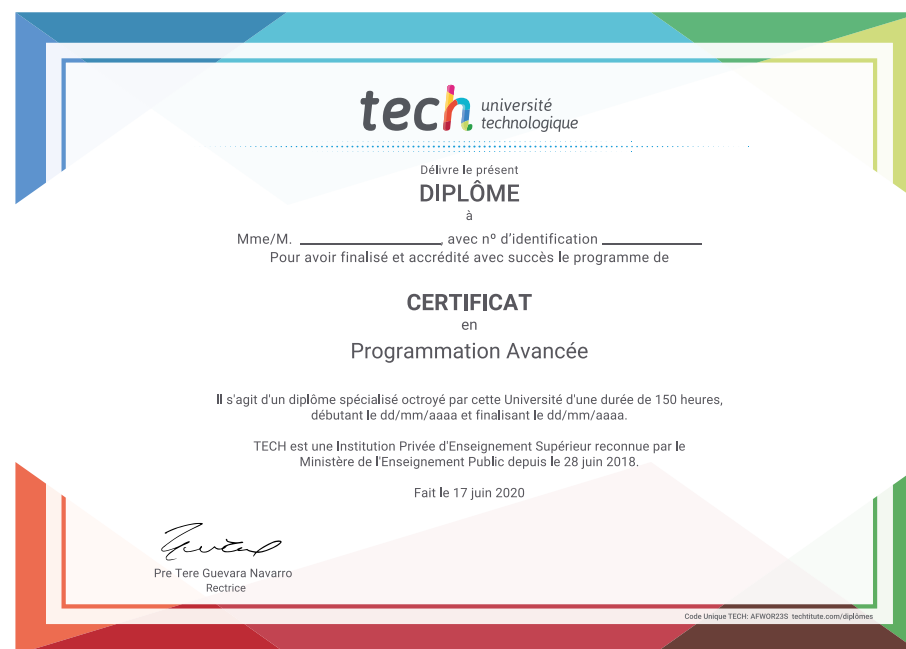 tech université
technologique
Délivre le présent
DIPLÔME
à
Mme/M. ____________________, avec nº d'identification ______________
Pour avoir finalisé et accrédité avec succès le programme de
CERTIFICAT
en
Programmation Avancée
Il s'agit d'un diplôme spécialisé octroyé par cette Université d'une durée de 150 heures,
débutant le dd/mm/aaaa et finalisant le dd/mm/aaaa.
TECH est une Institution Privée d'Enseignement Supérieur reconnue par le
Ministère de l'Enseignement Public depuis le 28 juin 2018.
Fait le 17 juin 2020
Pre Tere Guevara Navarro
Rectrice
Code Unique TECH: AFWOR23S techtitute.com/diplômes